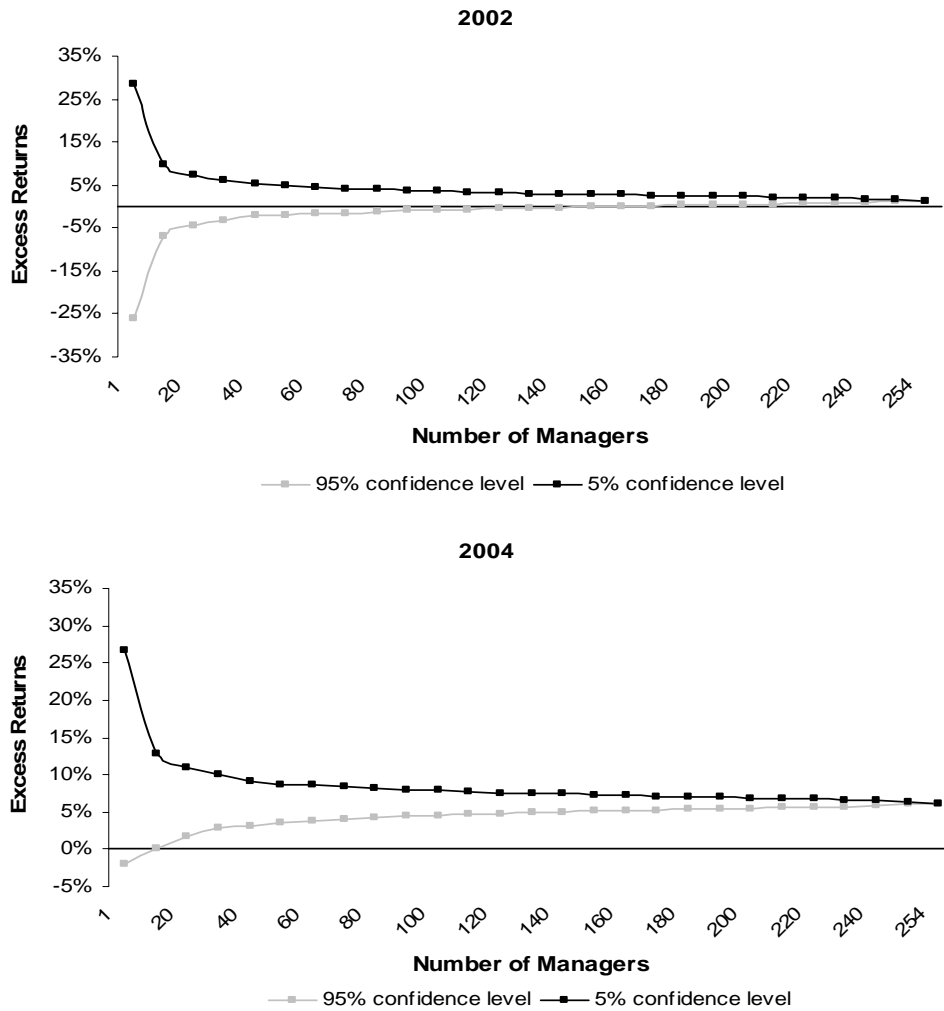 2002
35%
25%
15%
5%
-5%
-15%
-25%
-35%
Excess Returns
1 20 40 60 80 100 120 140 160 180 200 220 240 254
Number of Managers
95% confidence level 5% confidence level
2004
35%
30%
25%
20%
15%
10%
5%
0%
-5%
Excess Returns
1 20 40 60 80 100 120 140 160 180 200 220 240 254
Number of Managers
95% confidence level 5% confidence level